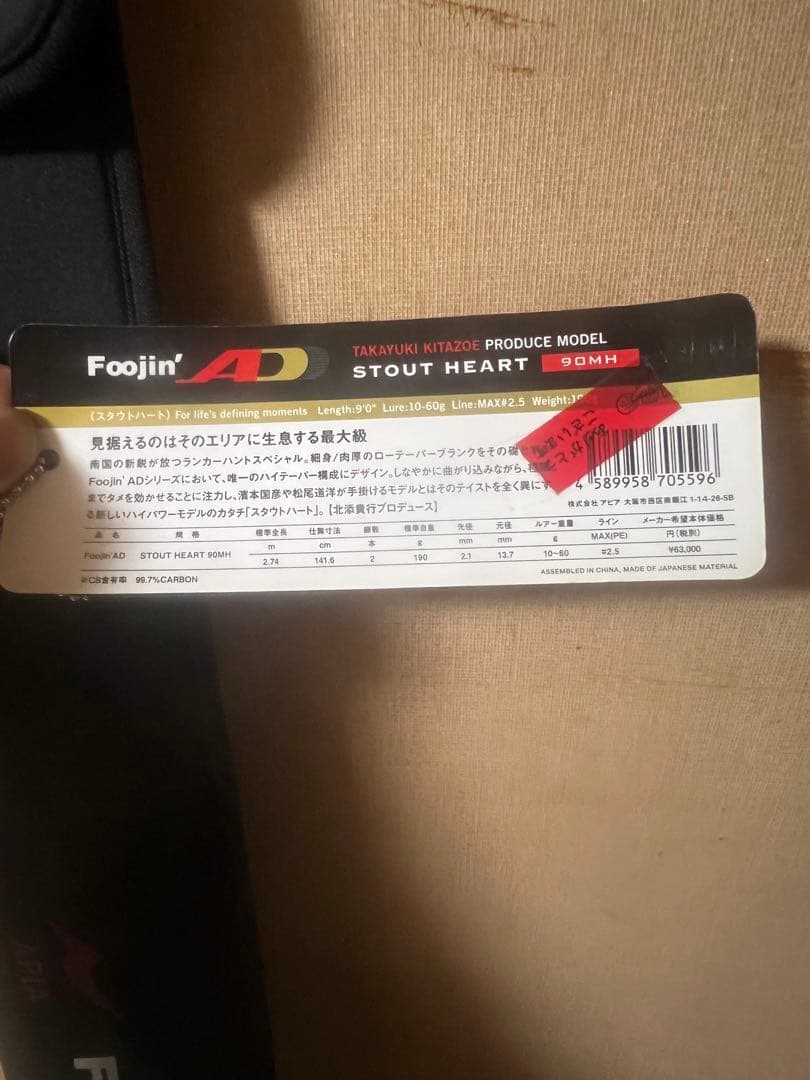 Foojin' AD
TAKAYUKI KITAZOE PRODUCE MODEL
STOUT HEART 90MH
(スタウトハート) For life's defining moments Length:9'0" Lure:10-60g Line:MAX#2.5 Weight:
見据えるのはそのエリアに生息する最大級
南国の新鋭が放つランカーハントスペシャル。細身/肉厚のローテーパーブランクをその礎に
Foojin' ADシリーズにおいて、唯一のハイテーパー構成にデザイン。しなやかに曲がり込みながら、
までタメを効かせることに注力し、濱本国彦や松尾道洋が手掛けるモデルとはそのテイストを全く異にす
る新しいハイパワーモデルのカタチ「スタウトハート」。【北添貴行プロデュース】
4 589958 705596
株式会社 アピア 大阪市西区南堀江 1-14-26-5B
品 名 規 格 標準全長 仕舞寸法 継数 標準自重 先径 元径 ルアー重量 ライン メーカー希望本体価格
m cm 本 g mm mm g MAX(PE) 円(税別)
Foojin'AD STOUT HEART 90MH 2.74 141.6 2 190 2.1 13.7 10~60 #2.5 ¥63,000
※CB含有率 99.7%CARBON
ASSEMBLED IN CHINA, MADE OF JAPANESE MATERIAL
APIA
F